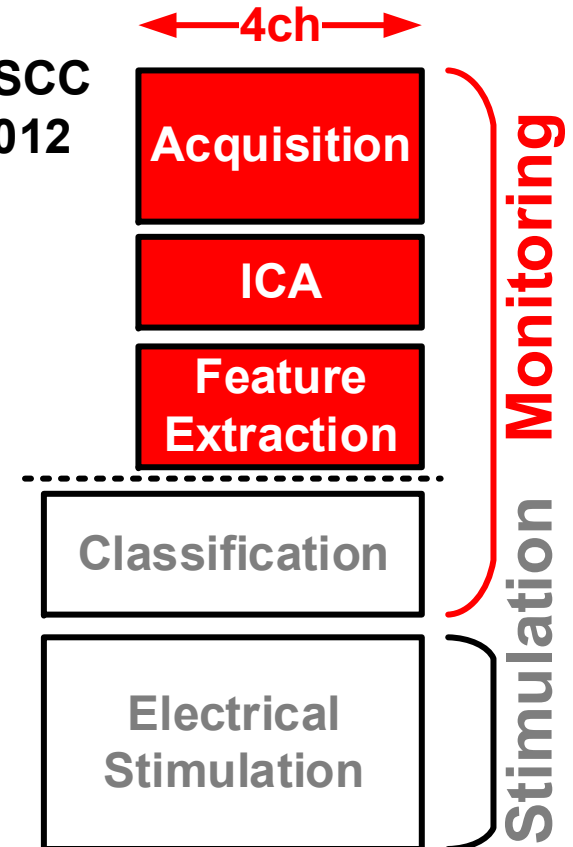 4ch
SCC
012
Acquisition
ICA
Feature
Extraction
Monitoring
Classification
Electrical
Stimulation
Stimulation